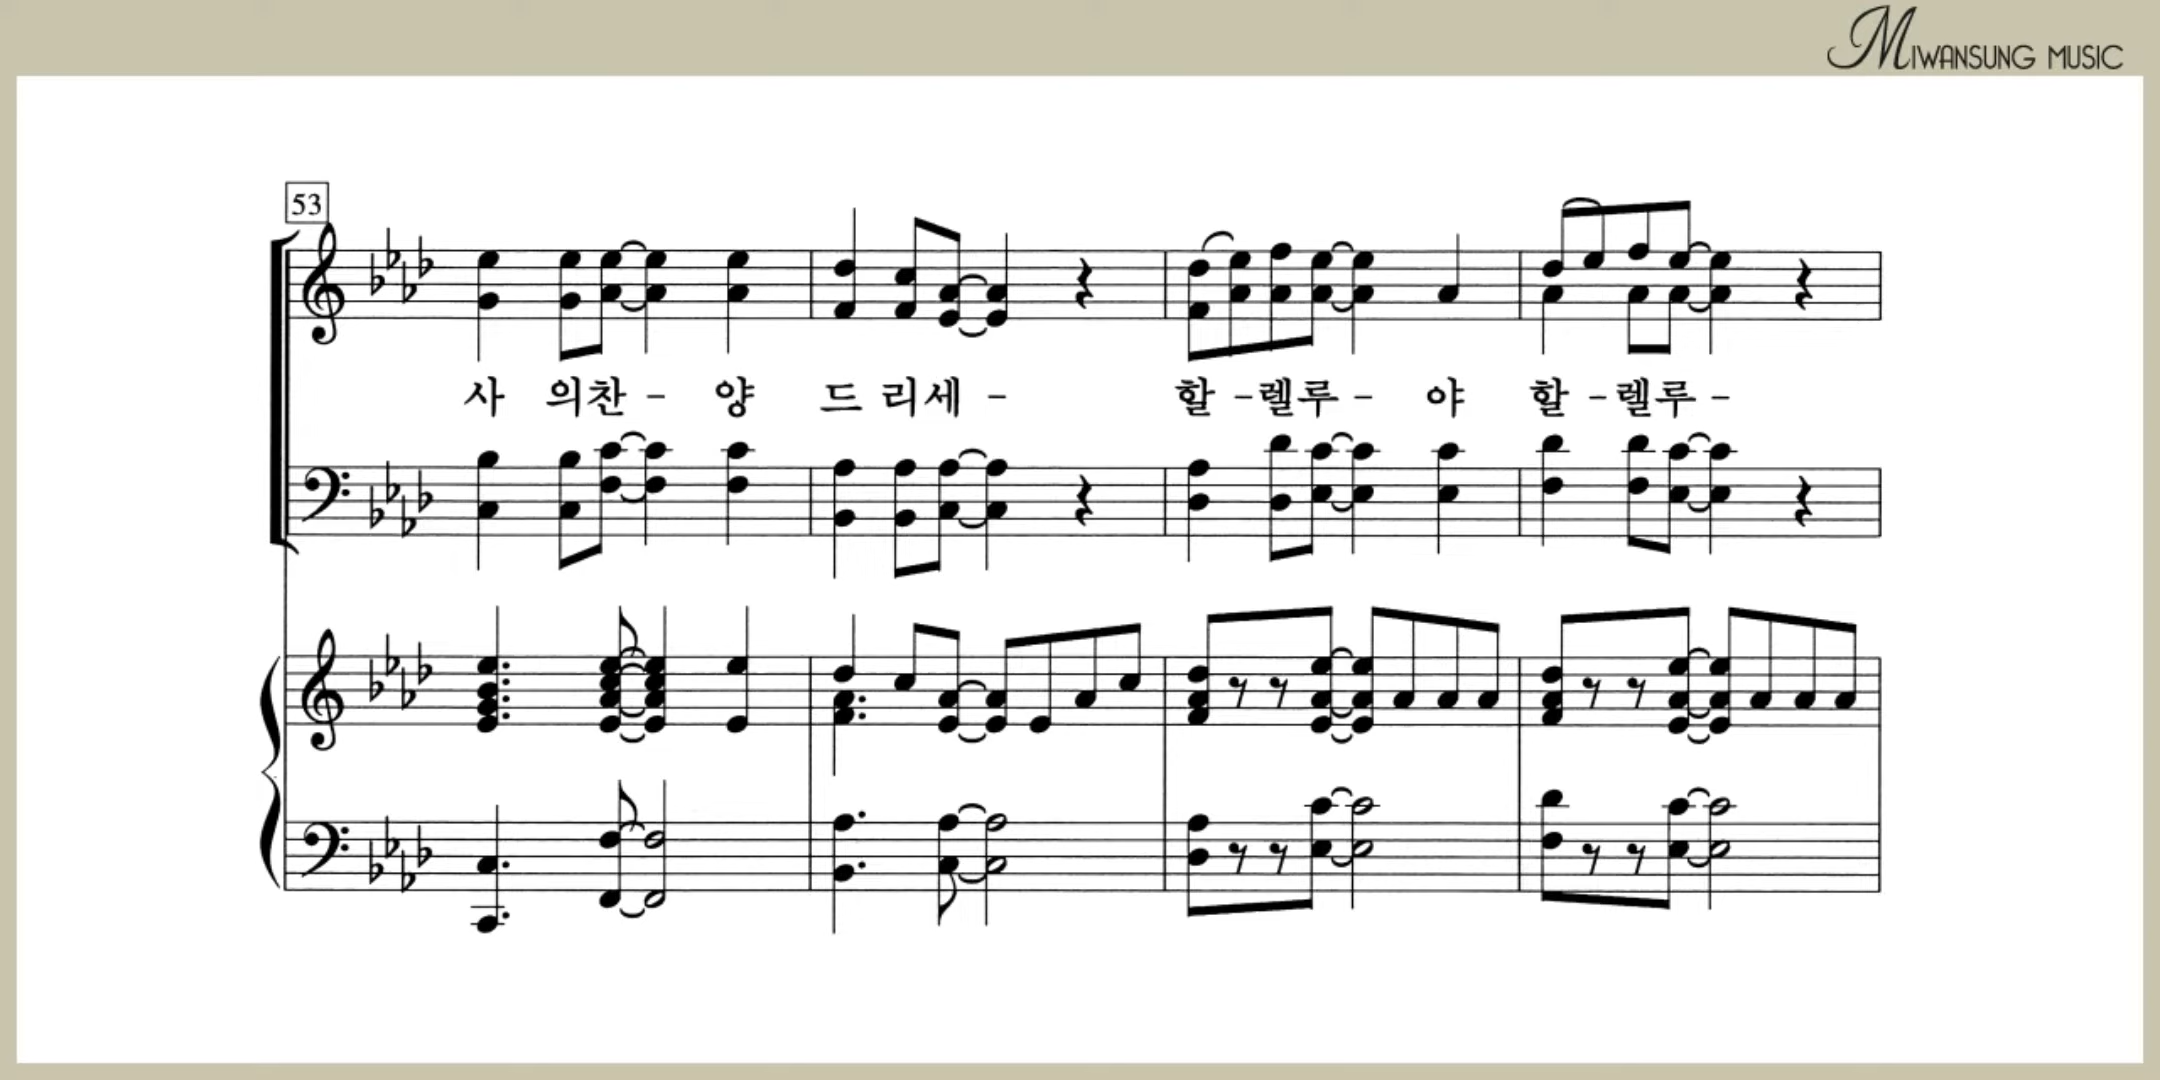 MIWANSUNG MUSIC
53
사 의찬 - 양 드 리세 - 할 -렐루 - 야 할 -렐루 -